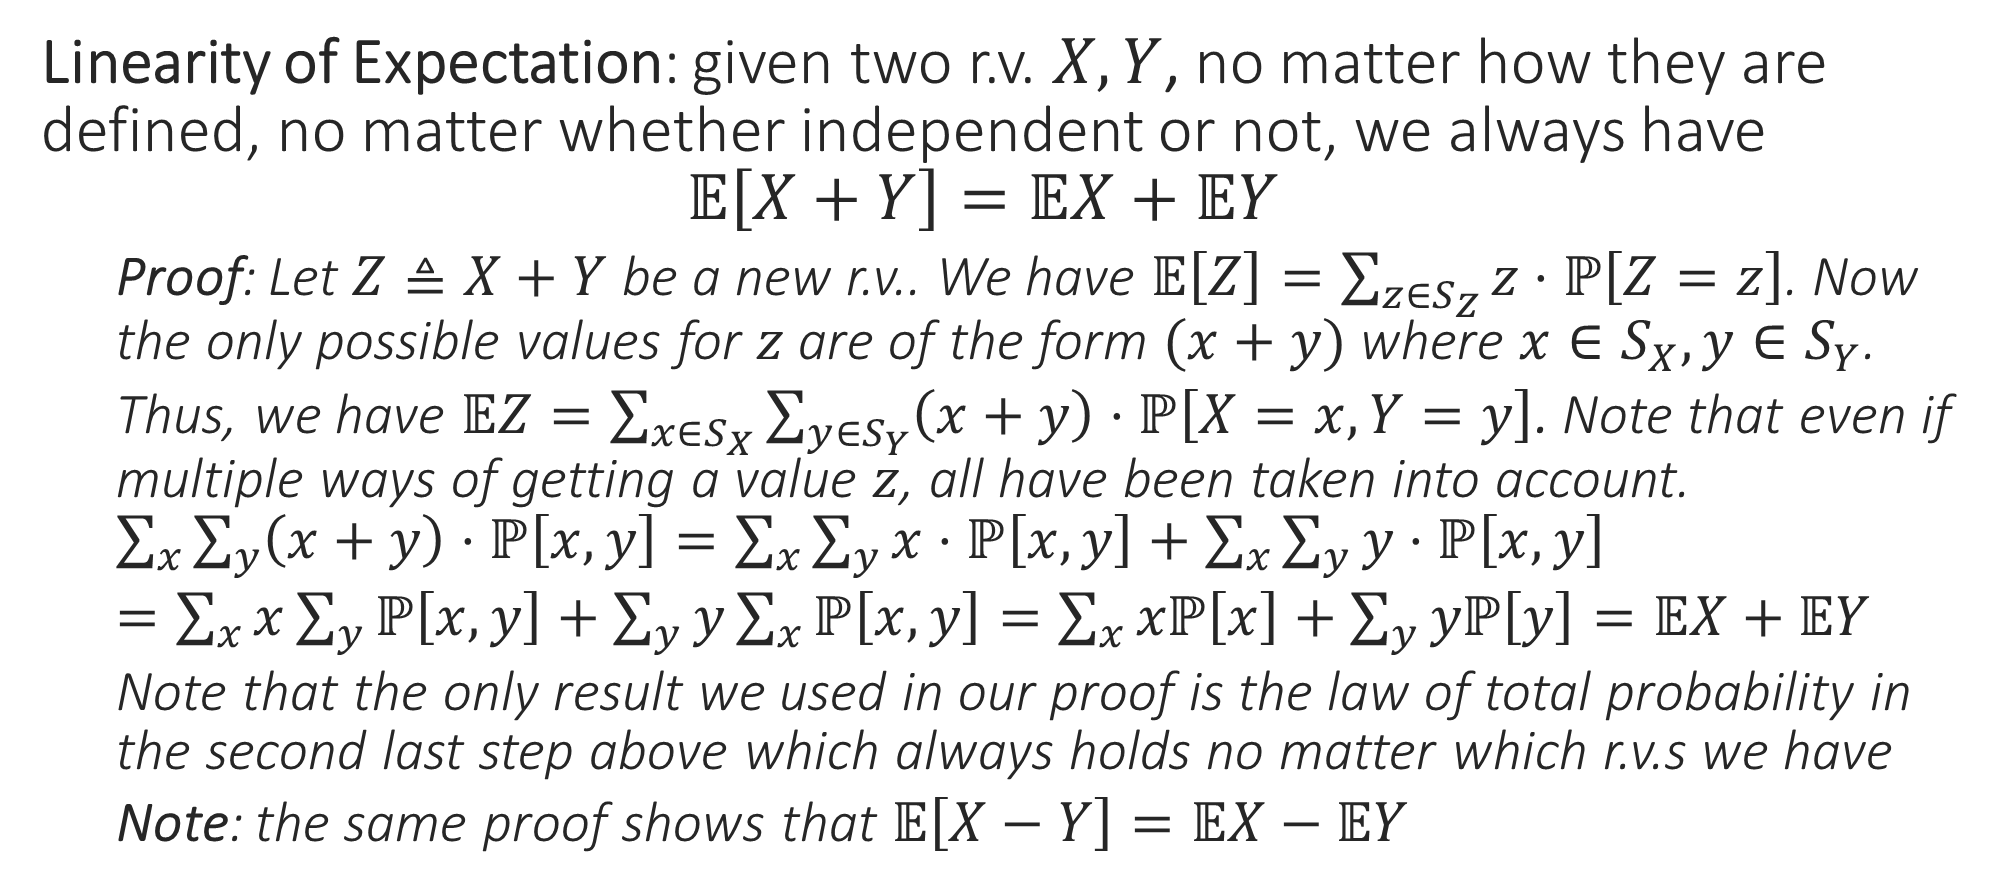 Linearity of Expectation: given two r.v. 𝑋, 𝑌, no matter how they are
defined, no matter whether independent or not, we always have
𝔼[𝑋 + 𝑌] = 𝔼𝑋 + 𝔼𝑌
Proof: Let 𝑍 ≜ 𝑋 + 𝑌 be a new r.v.. We have 𝔼[𝑍] = ∑_{𝑧∈𝑆_𝑍} 𝑧 · ℙ[𝑍 = 𝑧]. Now
the only possible values for 𝑧 are of the form (𝑥 + 𝑦) where 𝑥 ∈ 𝑆_𝑋, 𝑦 ∈ 𝑆_𝑌.
Thus, we have 𝔼𝑍 = ∑_{𝑥∈𝑆_𝑋} ∑_{𝑦∈𝑆_𝑌}(𝑥 + 𝑦) · ℙ[𝑋 = 𝑥, 𝑌 = 𝑦]. Note that even if
multiple ways of getting a value 𝑧, all have been taken into account.
∑_𝑥 ∑_𝑦(𝑥 + 𝑦) · ℙ[𝑥, 𝑦] = ∑_𝑥 ∑_𝑦 𝑥 · ℙ[𝑥, 𝑦] + ∑_𝑥 ∑_𝑦 𝑦 · ℙ[𝑥, 𝑦]
= ∑_𝑥 𝑥 ∑_𝑦 ℙ[𝑥, 𝑦] + ∑_𝑦 𝑦 ∑_𝑥 ℙ[𝑥, 𝑦] = ∑_𝑥 𝑥ℙ[𝑥] + ∑_𝑦 𝑦ℙ[𝑦] = 𝔼𝑋 + 𝔼𝑌
Note that the only result we used in our proof is the law of total probability in
the second last step above which always holds no matter which r.v.s we have
Note: the same proof shows that 𝔼[𝑋 − 𝑌] = 𝔼𝑋 − 𝔼𝑌